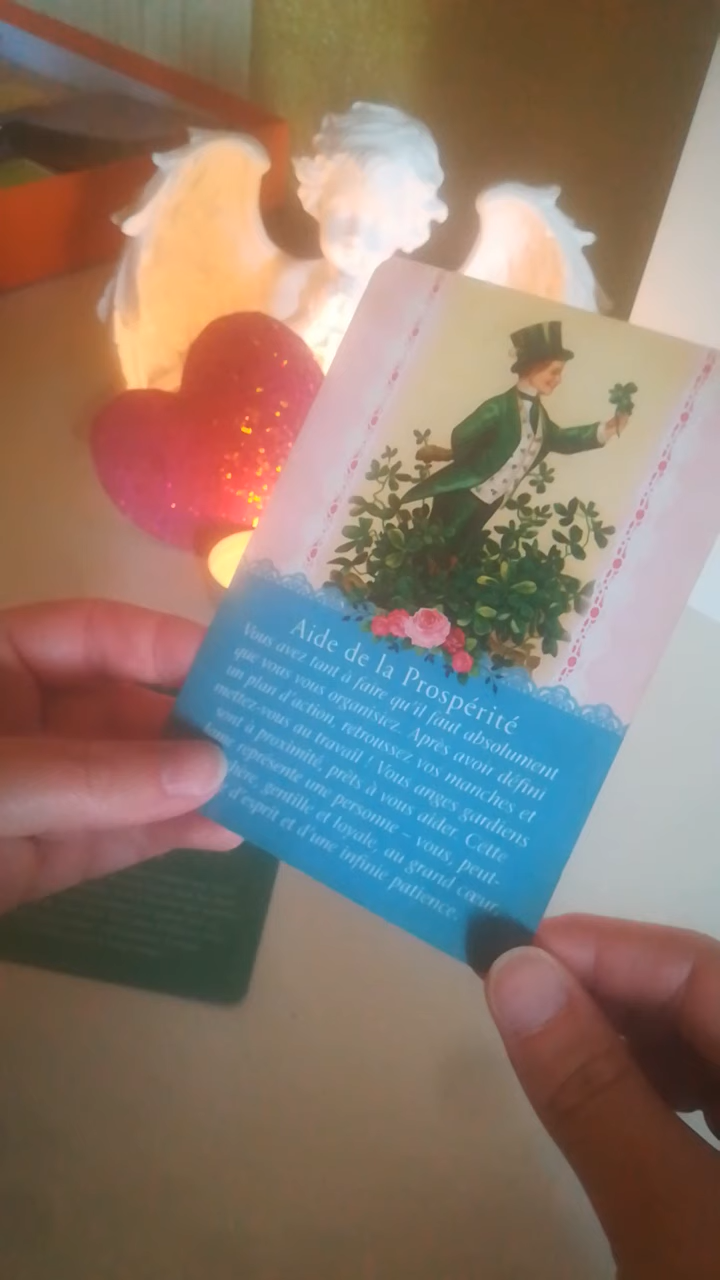 Aide de la Prospérité
Vous avez tant à faire qu'il faut absolument
que vous vous organisiez. Après avoir défini
un plan d'action, retroussez vos manches et
mettez-vous au travail ! Vous anges gardiens
sont à proximité, prêts à vous aider. Cette
représente une personne – vous, peut-
gentille et loyale, au grand cœur,
d'esprit et d'une infinie patience.